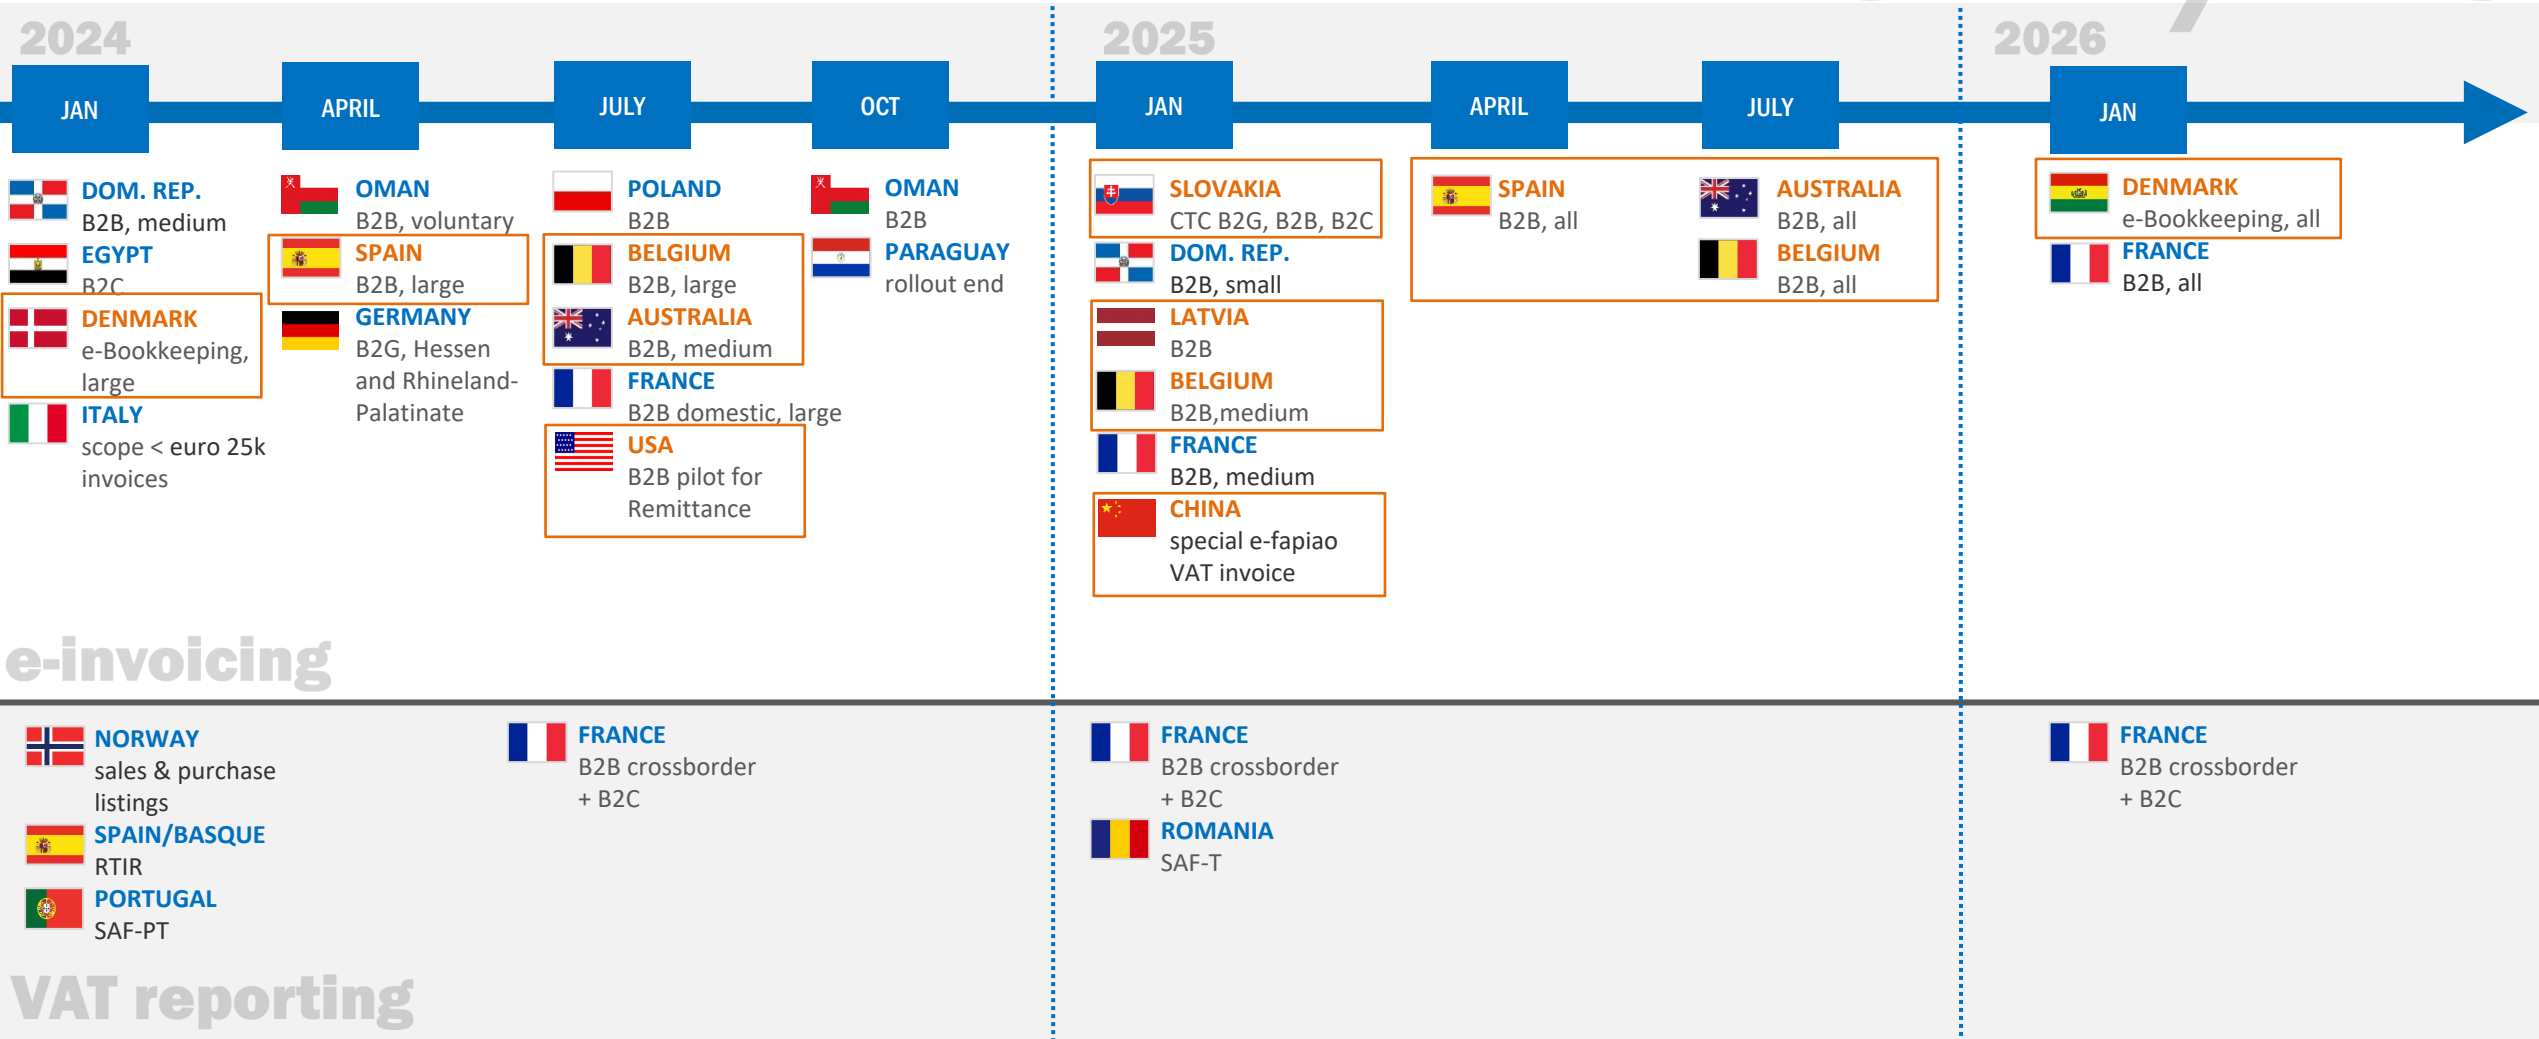 2024
2025
2026
JAN
APRIL
JULY
OCT
JAN
APRIL
JULY
JAN
DOM. REP.
B2B, medium
EGYPT
B2C
DENMARK
e-Bookkeeping,
large
ITALY
scope < euro 25k
invoices
OMAN
B2B, voluntary
SPAIN
B2B, large
GERMANY
B2G, Hessen
and Rhineland-
Palatinate
POLAND
B2B
BELGIUM
B2B, large
AUSTRALIA
B2B, medium
FRANCE
B2B domestic, large
USA
B2B pilot for
Remittance
OMAN
B2B
PARAGUAY
rollout end
SLOVAKIA
CTC B2G, B2B, B2C
DOM. REP.
B2B, small
LATVIA
B2B
BELGIUM
B2B,medium
FRANCE
B2B, medium
CHINA
special e-fapiao
VAT invoice
SPAIN
B2B, all
AUSTRALIA
B2B, all
BELGIUM
B2B, all
DENMARK
e-Bookkeeping, all
FRANCE
B2B, all
e-invoicing
NORWAY
sales & purchase
listings
SPAIN/BASQUE
RTIR
PORTUGAL
SAF-PT
FRANCE
B2B crossborder
+ B2C
FRANCE
B2B crossborder
+ B2C
ROMANIA
SAF-T
FRANCE
B2B crossborder
+ B2C
VAT reporting